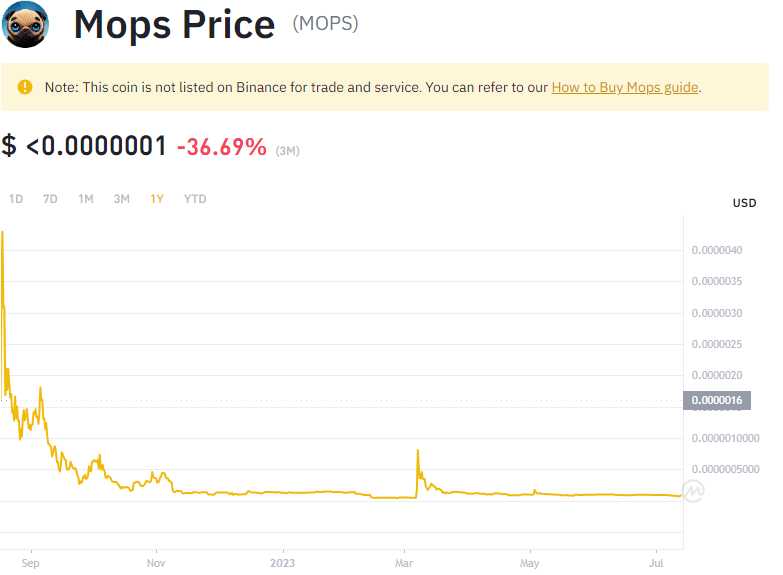 Mops Price (MOPS)
Note: This coin is not listed on Binance for trade and service. You can refer to our How to Buy Mops guide.
$ <0.0000001 -36.69% (3M)
1D 7D 1M 3M 1Y YTD
USD
0.0000040
0.0000035
0.0000030
0.0000025
0.0000020
0.0000016
0.0000010000
0.0000005000
Sep Nov 2023 Mar May Jul